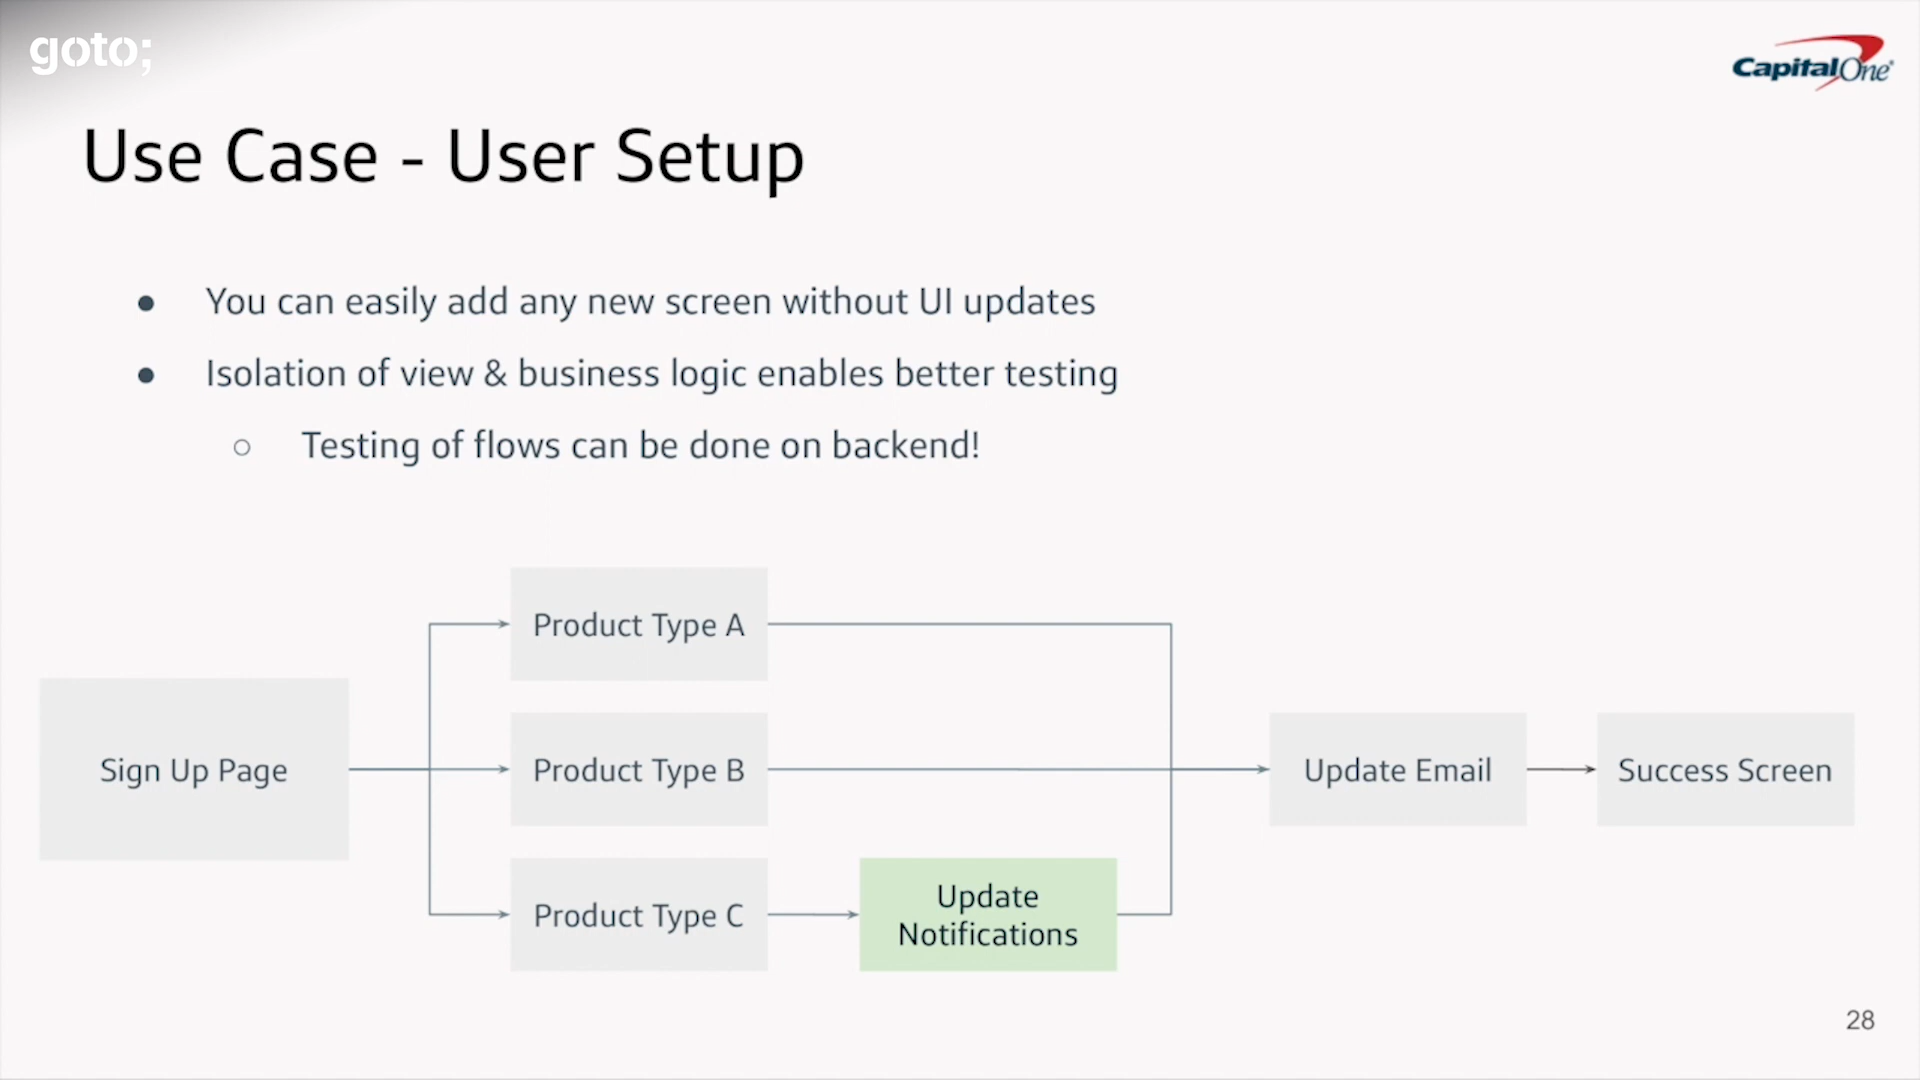 goto;
CapitalOne®
Use Case - User Setup
● You can easily add any new screen without UI updates
● Isolation of view & business logic enables better testing
○ Testing of flows can be done on backend!
Product Type A
Sign Up Page
Product Type B
Update Email
Success Screen
Product Type C
Update
Notifications
28